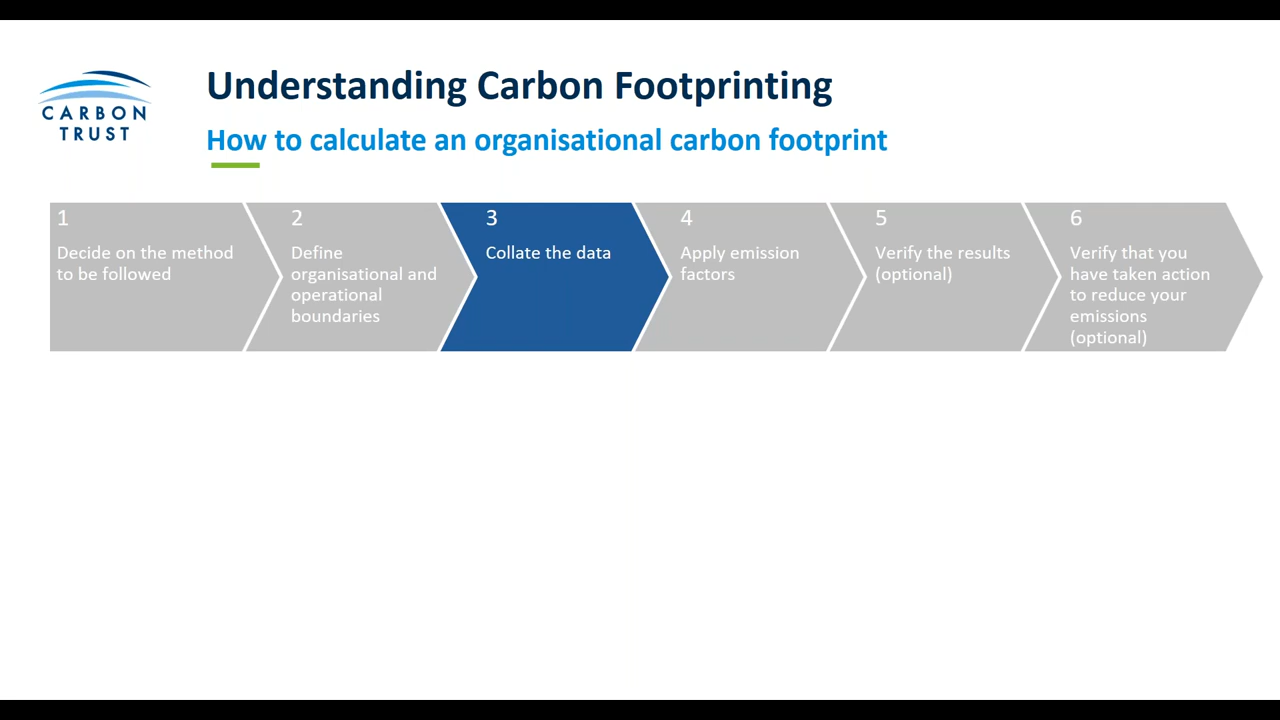 CARBON
TRUST
Understanding Carbon Footprinting
How to calculate an organisational carbon footprint
1
Decide on the method
to be followed
2
Define
organisational and
operational
boundaries
3
Collate the data
4
Apply emission
factors
5
Verify the results
(optional)
6
Verify that you
have taken action
to reduce your
emissions
(optional)